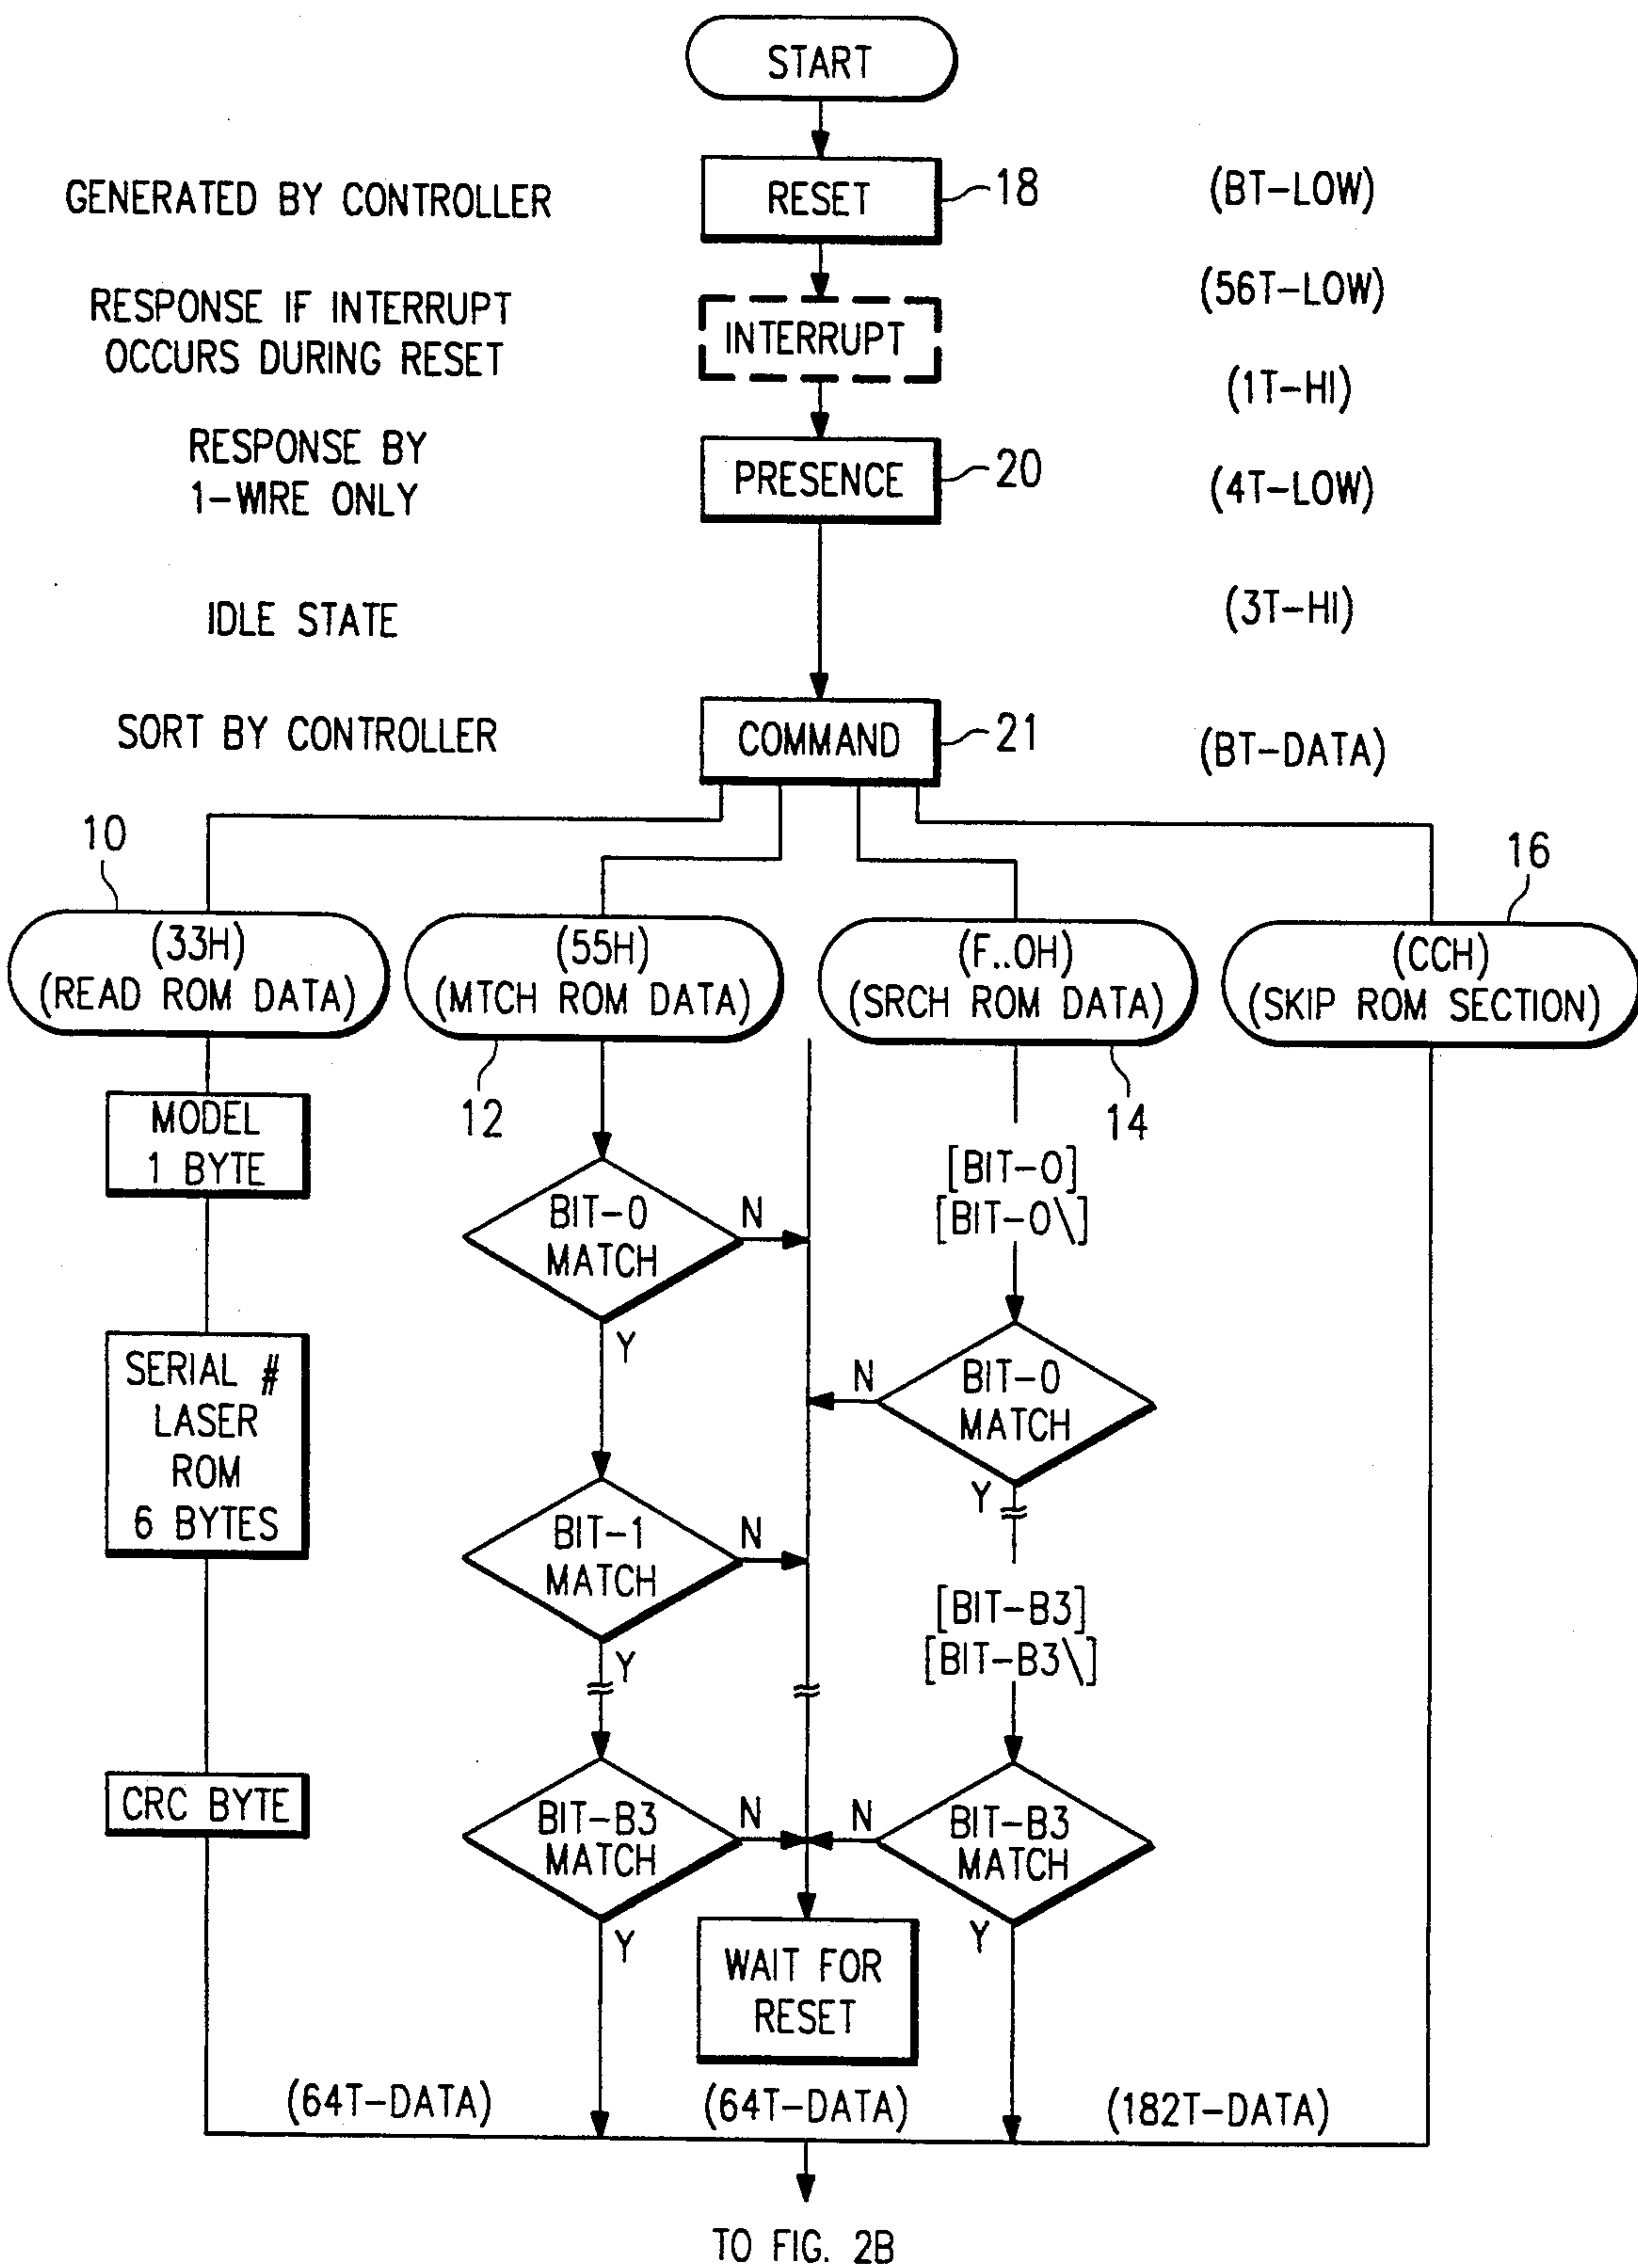 START
GENERATED BY CONTROLLER
RESET
18
(BT-LOW)
RESPONSE IF INTERRUPT
OCCURS DURING RESET
INTERRUPT
(56T-LOW)
(1T-HI)
RESPONSE BY
1-WIRE ONLY
PRESENCE
20
(4T-LOW)
IDLE STATE
(3T-HI)
SORT BY CONTROLLER
COMMAND
21
(BT-DATA)
10
16
(33H)
(READ ROM DATA)
(55H)
(MTCH ROM DATA)
(F..OH)
(SRCH ROM DATA)
(CCH)
(SKIP ROM SECTION)
12
14
MODEL
1 BYTE
BIT-0
MATCH
N
Y
[BIT-0]
[BIT-0\]
SERIAL #
LASER
ROM
6 BYTES
BIT-0
MATCH
N
Y
BIT-1
MATCH
N
Y
[BIT-B3]
[BIT-B3\]
CRC BYTE
BIT-B3
MATCH
N
Y
BIT-B3
MATCH
N
Y
WAIT FOR
RESET
(64T-DATA)
(64T-DATA)
(182T-DATA)
TO FIG. 2B